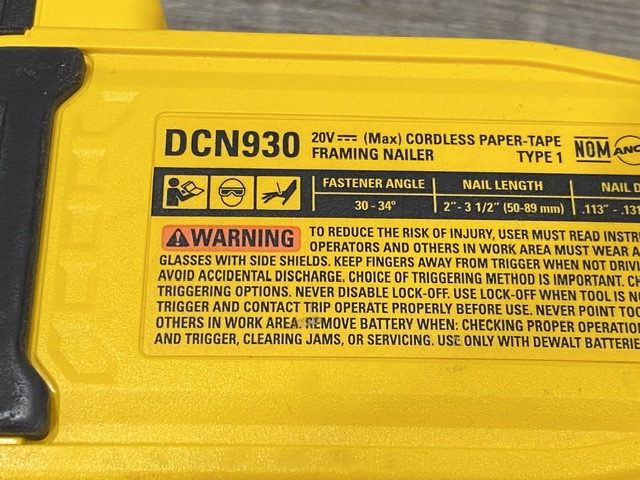 DCN930 20V⎓ (Max) CORDLESS PAPER-TAPE
FRAMING NAILER TYPE 1
NOM
FASTENER ANGLE NAIL LENGTH NAIL
30 - 34° 2" - 3 1/2" (50-89 mm) .113" -
WARNING TO REDUCE THE RISK OF INJURY, USER MUST READ
OPERATORS AND OTHERS IN WORK AREA MUST WEAR
GLASSES WITH SIDE SHIELDS. KEEP FINGERS AWAY FROM TRIGGER WHEN NOT
AVOID ACCIDENTAL DISCHARGE. CHOICE OF TRIGGERING METHOD IS IMPORTANT.
TRIGGERING OPTIONS. NEVER DISABLE LOCK-OFF. USE LOCK-OFF WHEN TOOL IS
TRIGGER AND CONTACT TRIP OPERATE PROPERLY BEFORE USE. NEVER POINT
OTHERS IN WORK AREA. REMOVE BATTERY WHEN: CHECKING PROPER
AND TRIGGER, CLEARING JAMS, OR SERVICING. USE ONLY WITH DEWALT